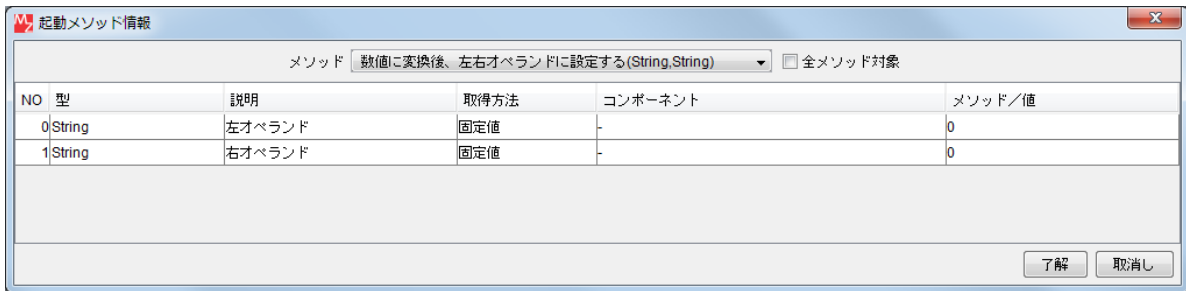 起動メソッド情報
メソッド 数値に変換後、左右オペランドに設定する(String,String) 全メソッド対象
NO 型 説明 取得方法 コンポーネント メソッド／値
0 String 左オペランド 固定値 - 0
1 String 右オペランド 固定値 - 0
了解 取消し